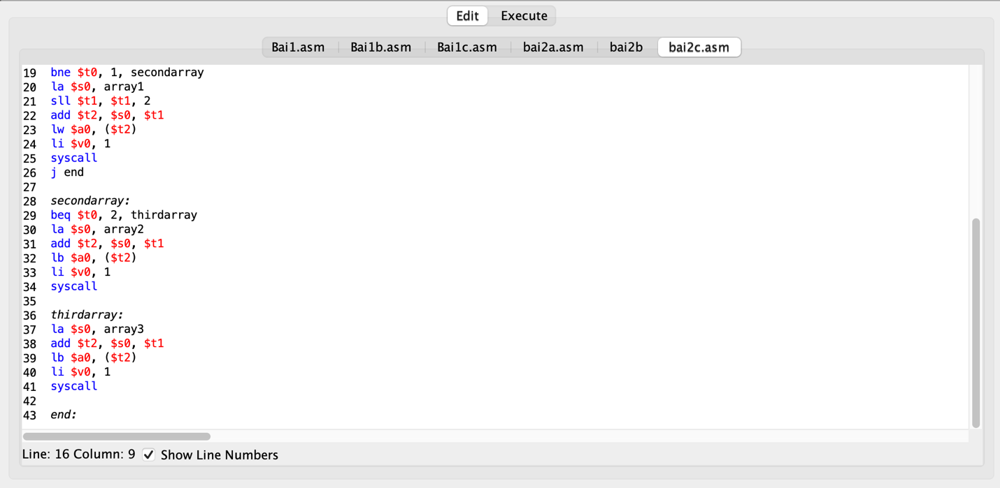 Edit Execute
Bai1.asm Bai1b.asm Bai1c.asm bai2a.asm bai2b bai2c.asm
19 bne $t0, 1, secondarray
20 la $s0, array1
21 sll $t1, $t1, 2
22 add $t2, $s0, $t1
23 lw $a0, ($t2)
24 li $v0, 1
25 syscall
26 j end
27
28 secondarray:
29 beq $t0, 2, thirdarray
30 la $s0, array2
31 add $t2, $s0, $t1
32 lb $a0, ($t2)
33 li $v0, 1
34 syscall
35
36 thirdarray:
37 la $s0, array3
38 add $t2, $s0, $t1
39 lb $a0, ($t2)
40 li $v0, 1
41 syscall
42
43 end:
Line: 16 Column: 9 Show Line Numbers